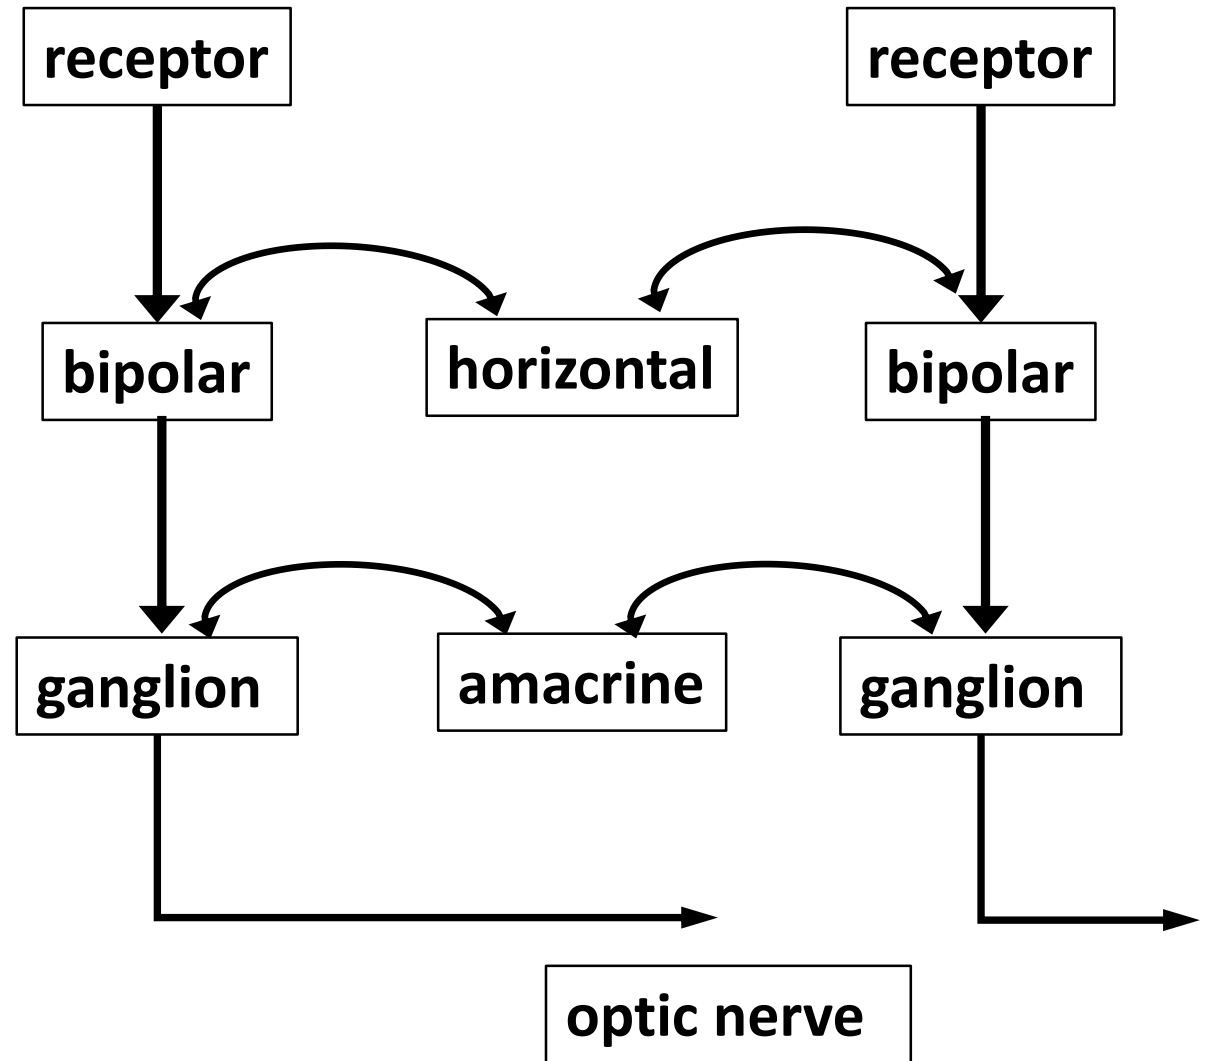 receptor
receptor
bipolar
horizontal
bipolar
ganglion
amacrine
ganglion
optic nerve